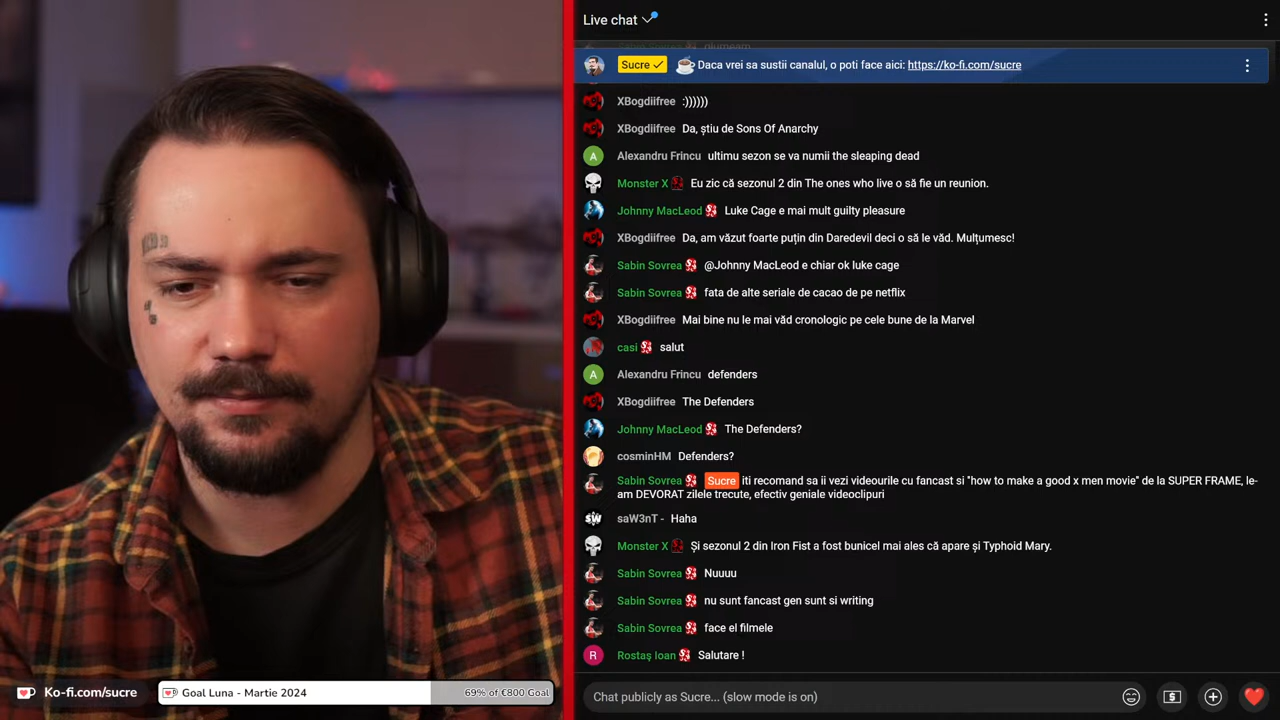 Live chat
Sucre Daca vrei sa sustii canalul, o poti face aici: https://ko-fi.com/sucre
XBogdiifree :))))))
XBogdiifree Da, știu de Sons Of Anarchy
A Alexandru Frincu ultimu sezon se va numii the sleaping dead
Monster X Eu zic că sezonul 2 din The ones who live o să fie un reunion.
Johnny MacLeod Luke Cage e mai mult guilty pleasure
XBogdiifree Da, am văzut foarte puțin din Daredevil deci o să le văd. Mulțumesc!
Sabin Sovrea @Johnny MacLeod e chiar ok luke cage
Sabin Sovrea fata de alte seriale de cacao de pe netflix
XBogdiifree Mai bine nu le mai văd cronologic pe cele bune de la Marvel
casi salut
A Alexandru Frincu defenders
XBogdiifree The Defenders
Johnny MacLeod The Defenders?
cosminHM Defenders?
Sabin Sovrea Sucre iti recomand sa ii vezi videourile cu fancast si "how to make a good x men movie" de la SUPER FRAME, le-
am DEVORAT zilele trecute, efectiv geniale videoclipuri
SW saW3nT - Haha
Monster X Și sezonul 2 din Iron Fist a fost bunicel mai ales că apare și Typhoid Mary.
Sabin Sovrea Nuuuu
Sabin Sovrea nu sunt fancast gen sunt si writing
Sabin Sovrea face el filmele
R Rostaş Ioan Salutare !
Chat publicly as Sucre... (slow mode is on)
Ko-fi.com/sucre
Goal Luna - Martie 2024 69% of €800 Goal